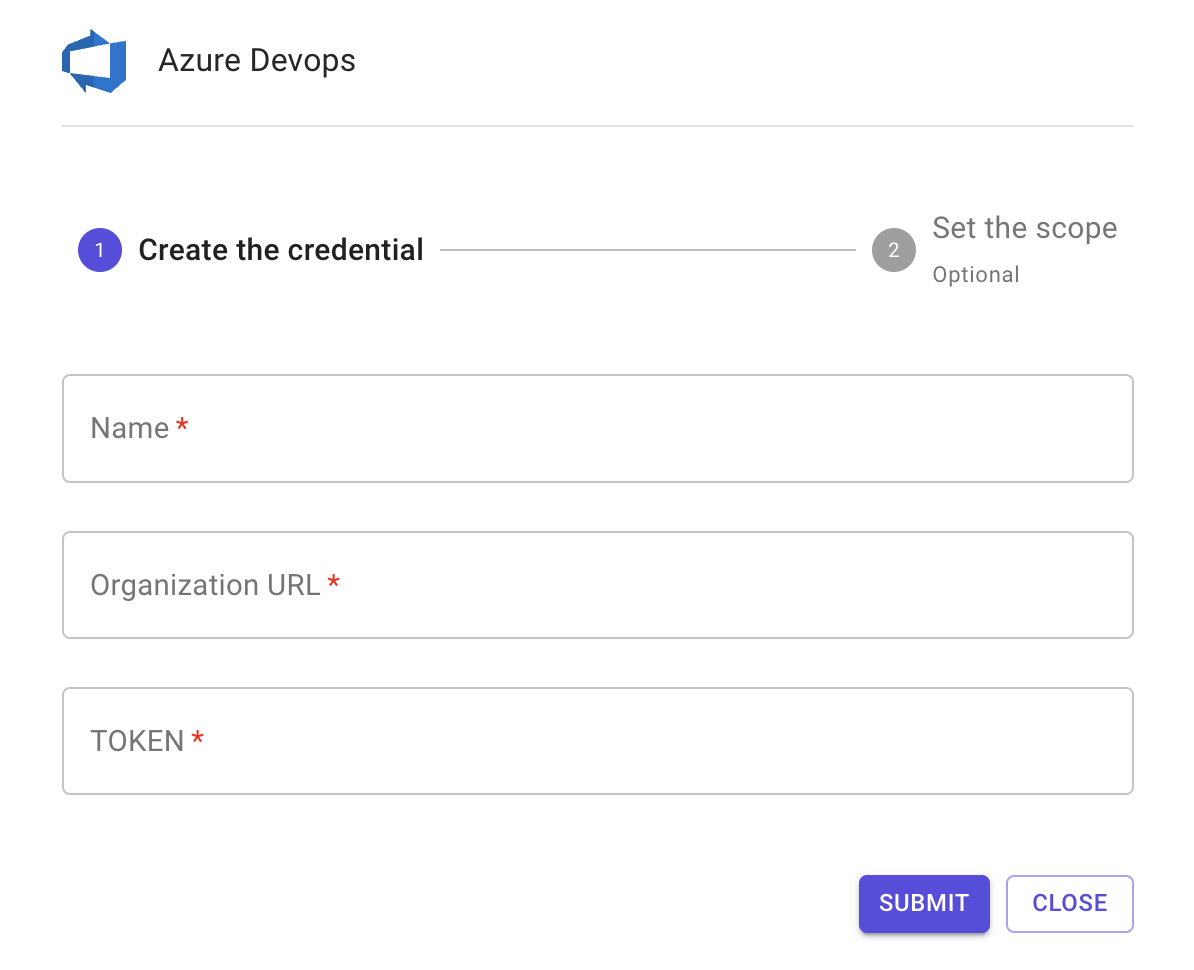 Azure Devops
1 Create the credential
2 Set the scope
Optional
Name *
Organization URL *
TOKEN *
SUBMIT CLOSE